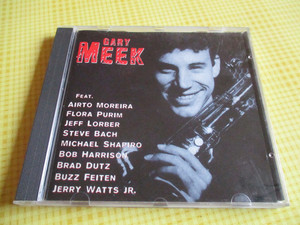 GARY
MEEK
FEAT.
AIRTO MOREIRA
FLORA PURIM
JEFF LORBER
STEVE BACH
MICHAEL SHAPIRO
BOB HARRISON
BRAD DUTZ
BUZZ FEITEN
JERRY WATTS JR.